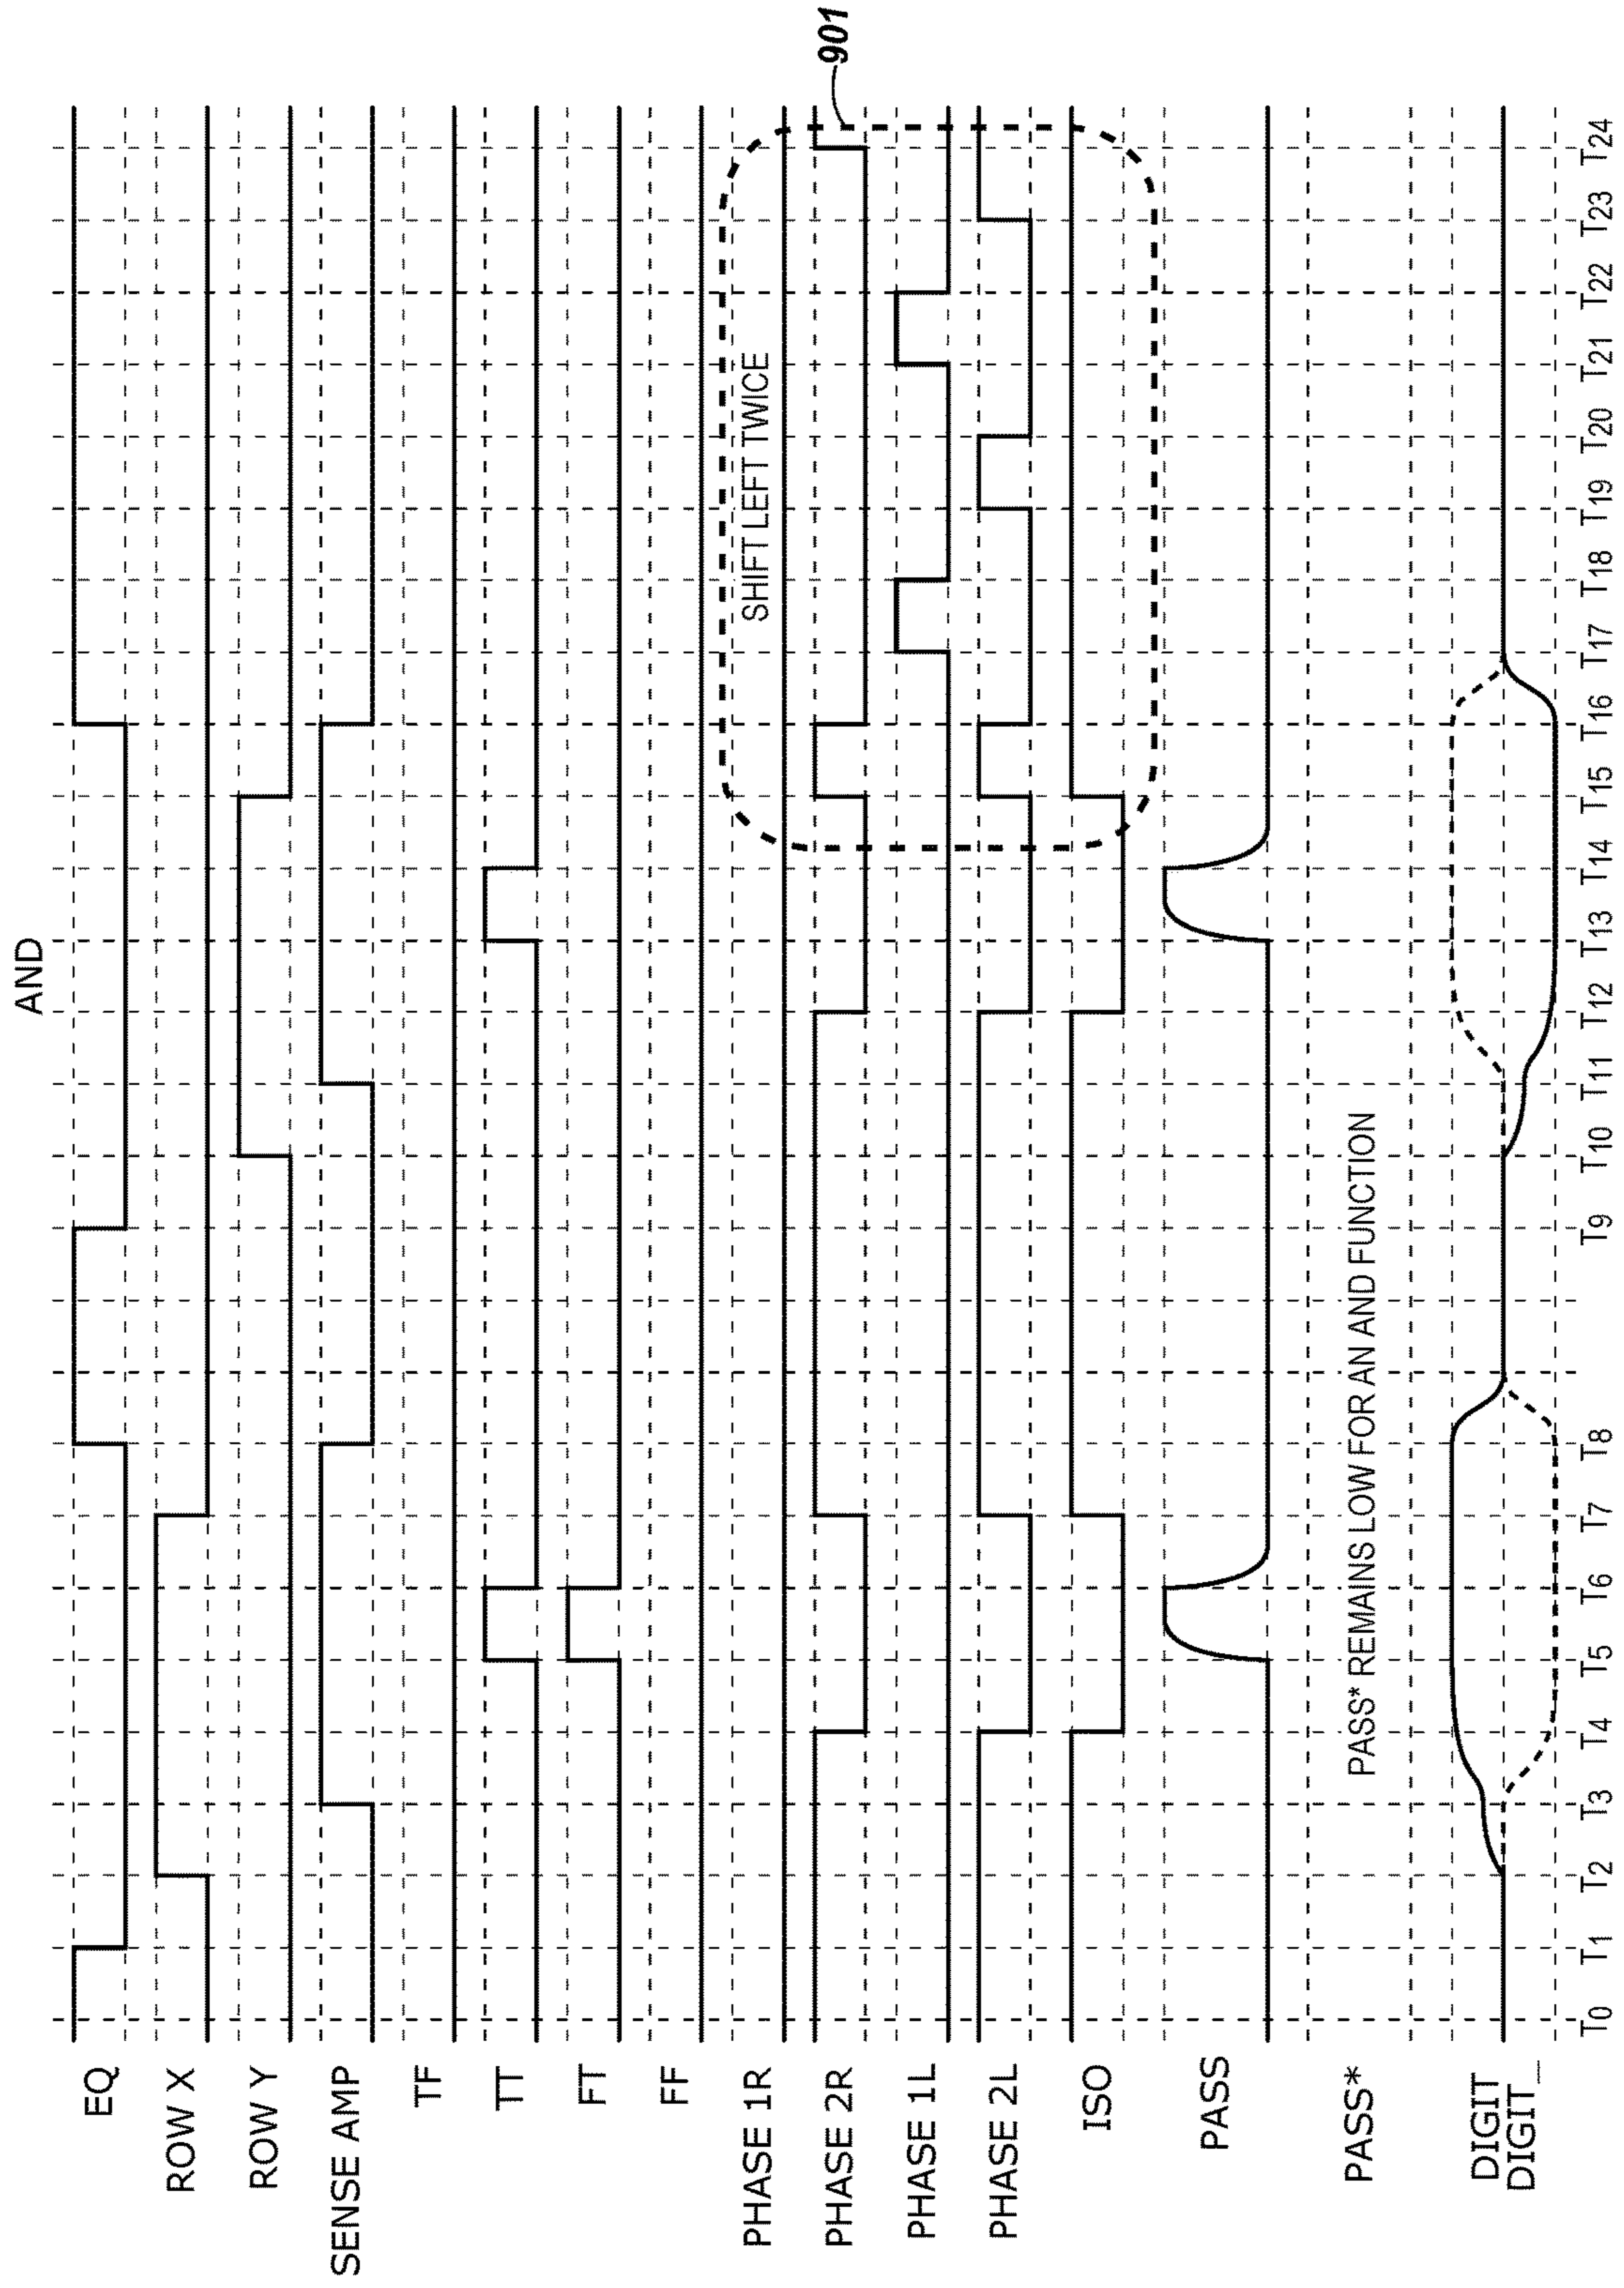 AND
EQ
ROW X
ROW Y
SENSE AMP
TF
TT
FT
FF
PHASE 1R
SHIFT LEFT TWICE
901
PHASE 2R
PHASE 1L
PHASE 2L
ISO
PASS
PASS*
PASS* REMAINS LOW FOR AN AND FUNCTION
DIGIT
DIGIT_
T0 T1 T2 T3 T4 T5 T6 T7 T8 T9 T10 T11 T12 T13 T14 T15 T16 T17 T18 T19 T20 T21 T22 T23 T24